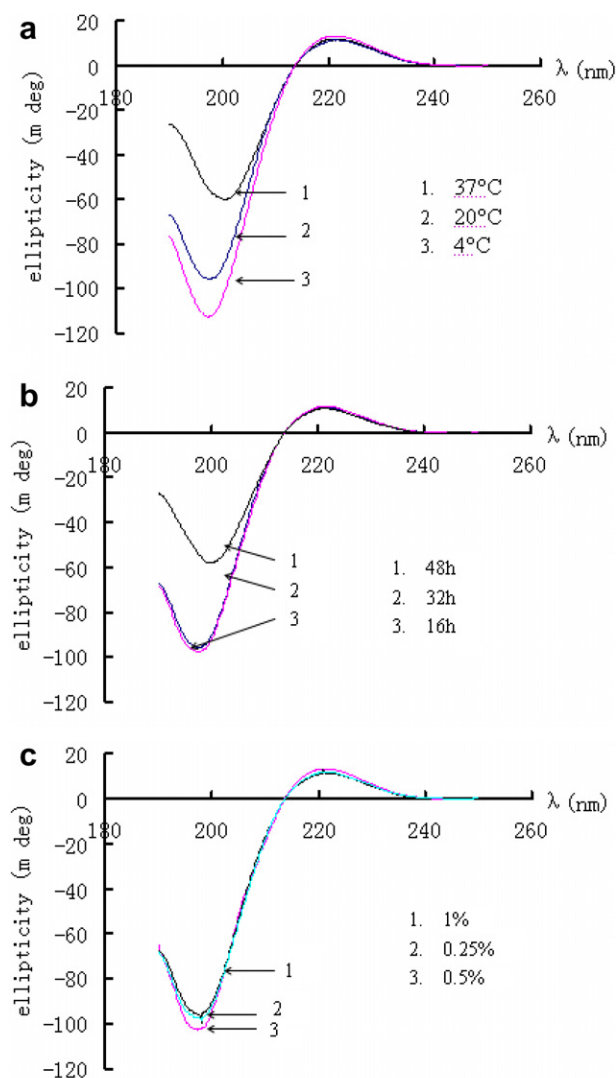 a
20
0
-20
-40
-60
-80
-100
-120
180 200 220 240 260
λ (nm)
ellipticity (m deg)
1
2
3
1. 37°C
2. 20°C
3. 4°C
b
20
0
-20
-40
-60
-80
-100
-120
180 200 220 240 260
λ (nm)
ellipticity (m deg)
1
2
3
1. 48h
2. 32h
3. 16h
c
20
0
-20
-40
-60
-80
-100
-120
180 200 220 240 260
λ (nm)
ellipticity (m deg)
1
2
3
1. 1%
2. 0.25%
3. 0.5%